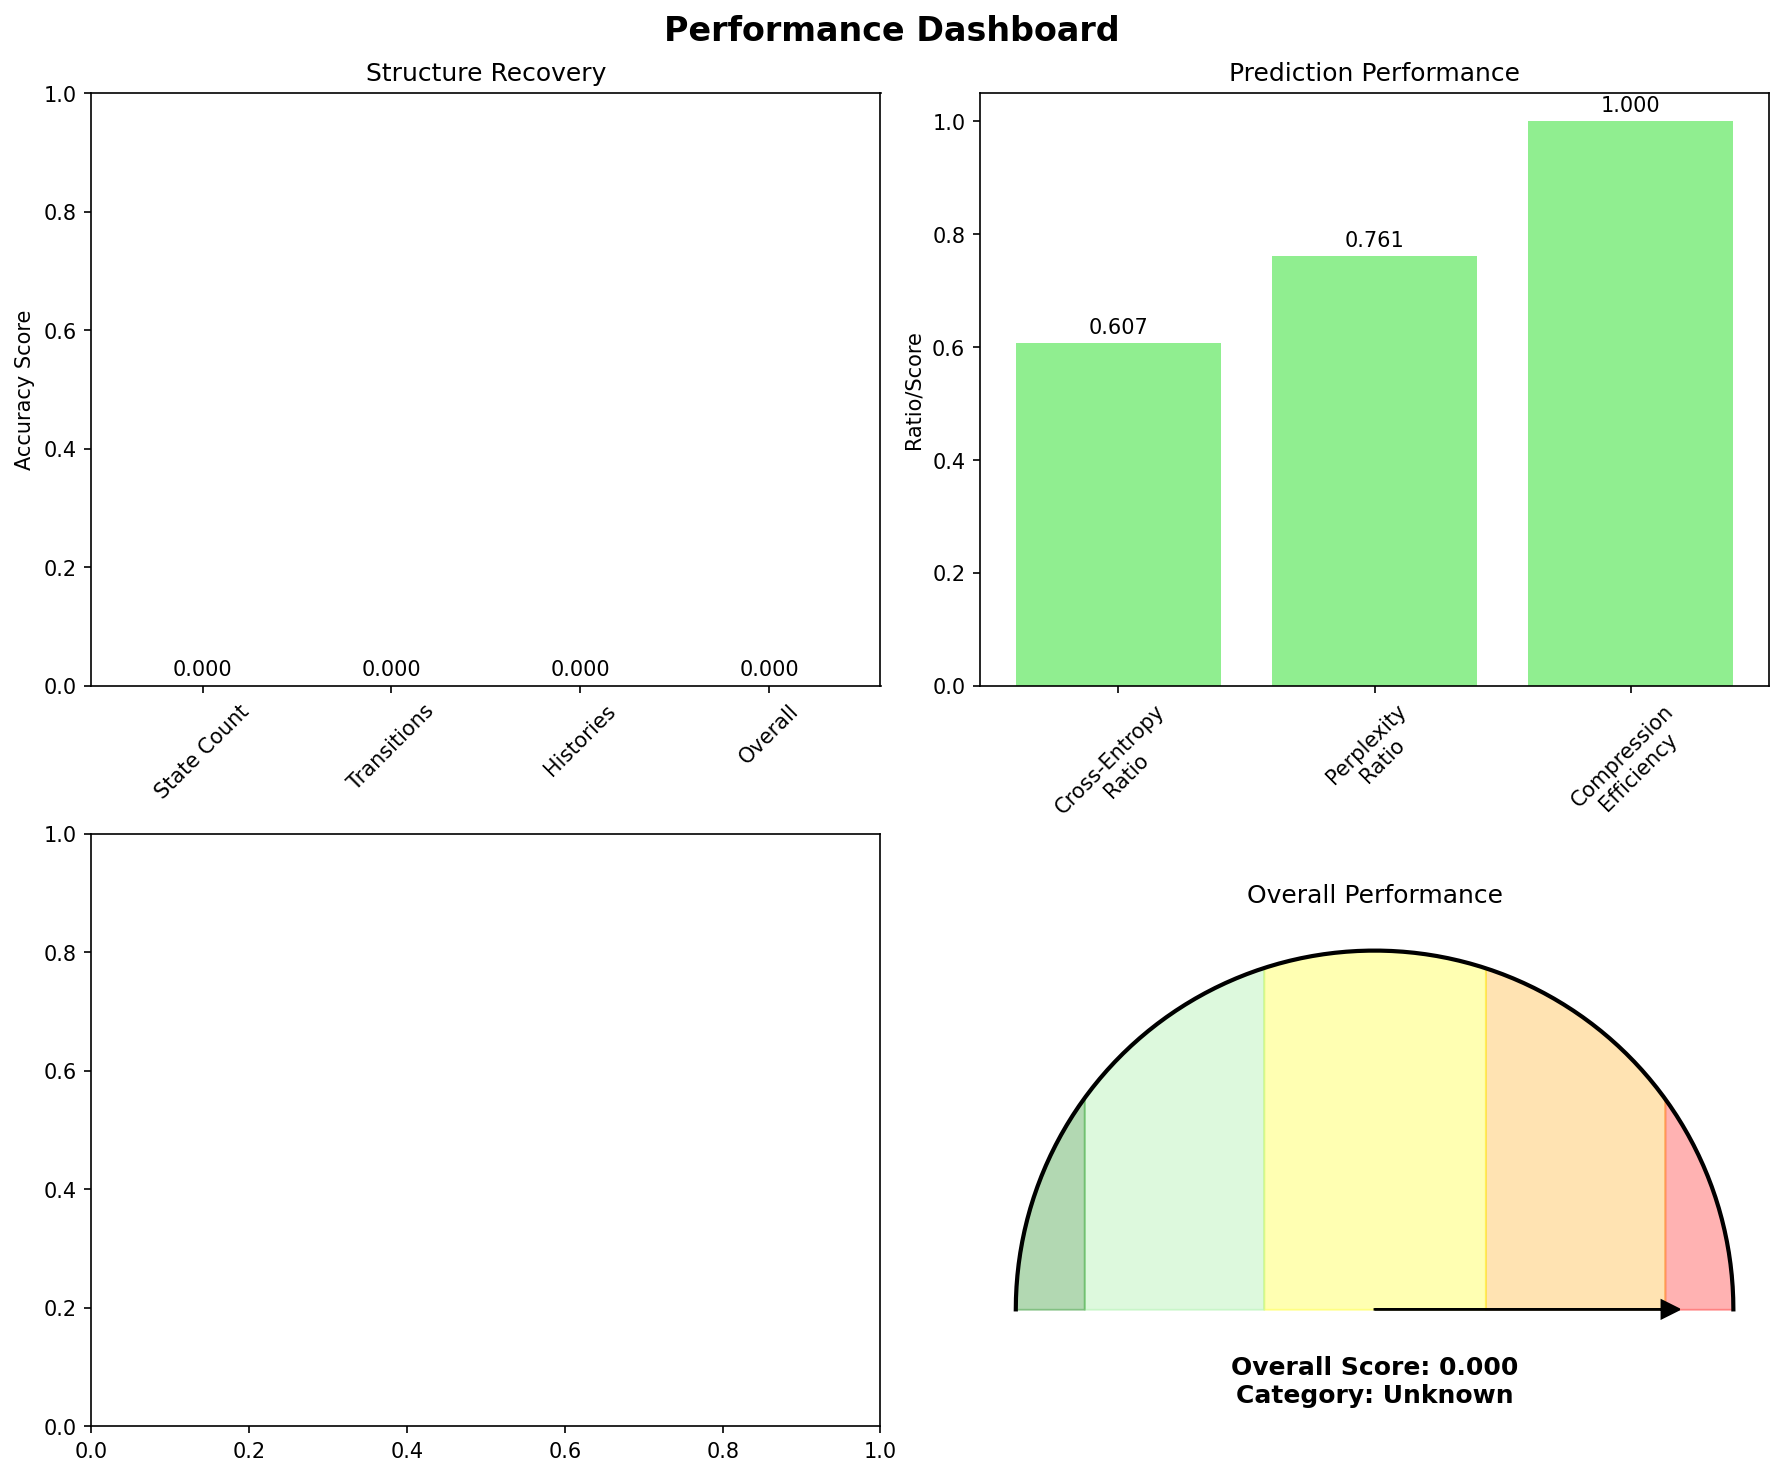 Performance Dashboard
Structure Recovery
1.0
0.8
0.6
0.4
0.2
0.0
Accuracy Score
0.000
0.000
0.000
0.000
State Count
Transitions
Histories
Overall
Prediction Performance
1.0
0.8
0.6
0.4
0.2
0.0
Ratio/Score
0.607
0.761
1.000
Cross-Entropy
Ratio
Perplexity
Ratio
Compression
Efficiency
1.0
0.8
0.6
0.4
0.2
0.0
0.0
0.2
0.4
0.6
0.8
1.0
Overall Performance
Overall Score: 0.000
Category: Unknown